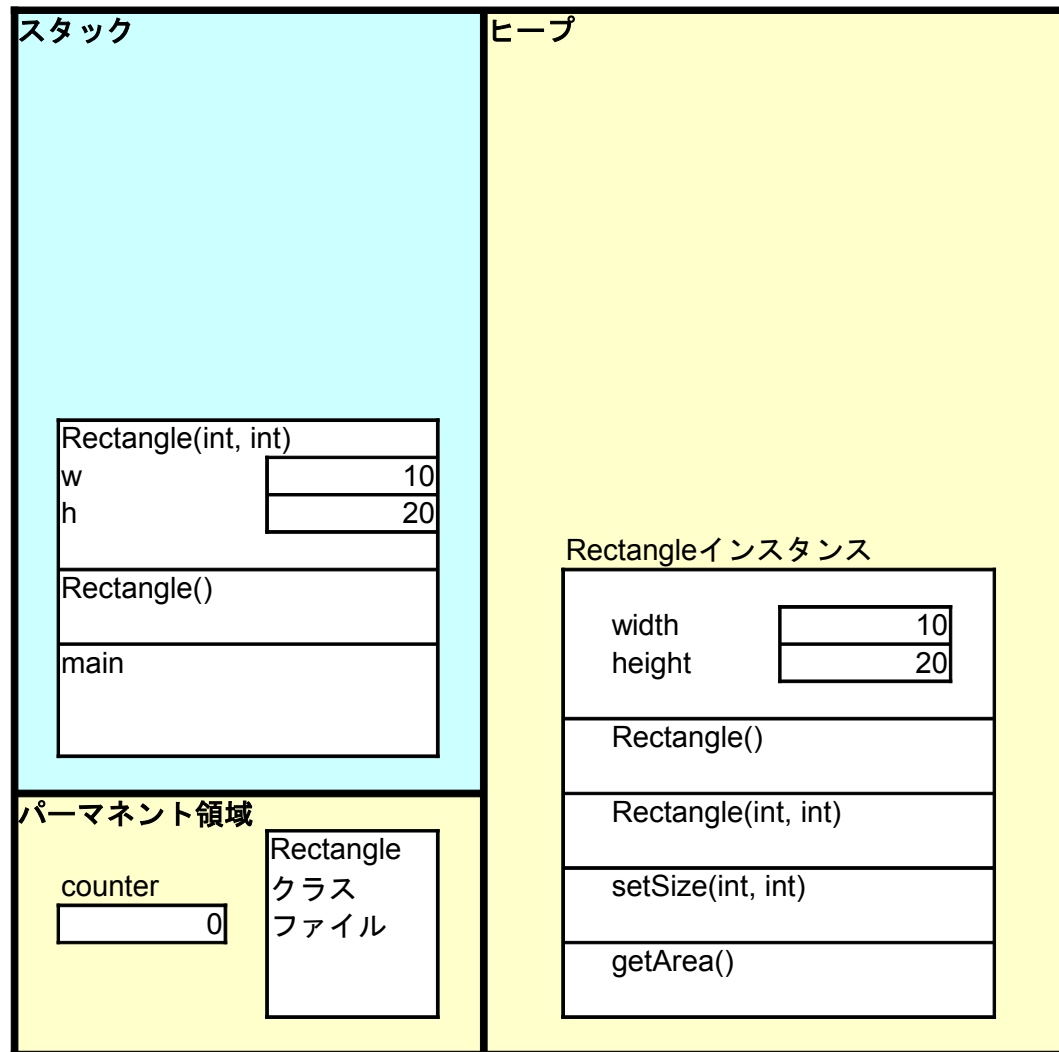 スタック
Rectangle(int, int)
w 10
h 20
Rectangle()
main
パーマネント領域
counter
0
Rectangle
クラス
ファイル
ヒープ
Rectangleインスタンス
width 10
height 20
Rectangle()
Rectangle(int, int)
setSize(int, int)
getArea()